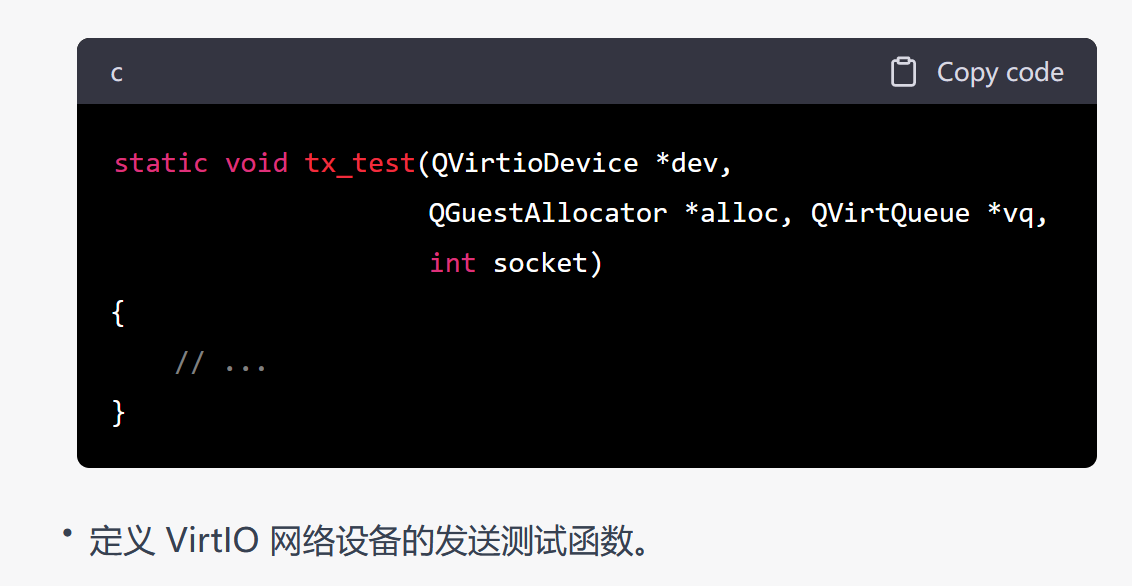 c Copy code
static void tx_test(QVirtioDevice *dev,
QGuestAllocator *alloc, QVirtQueue *vq,
int socket)
{
// ...
}
• 定义 VirtIO 网络设备的发送测试函数。